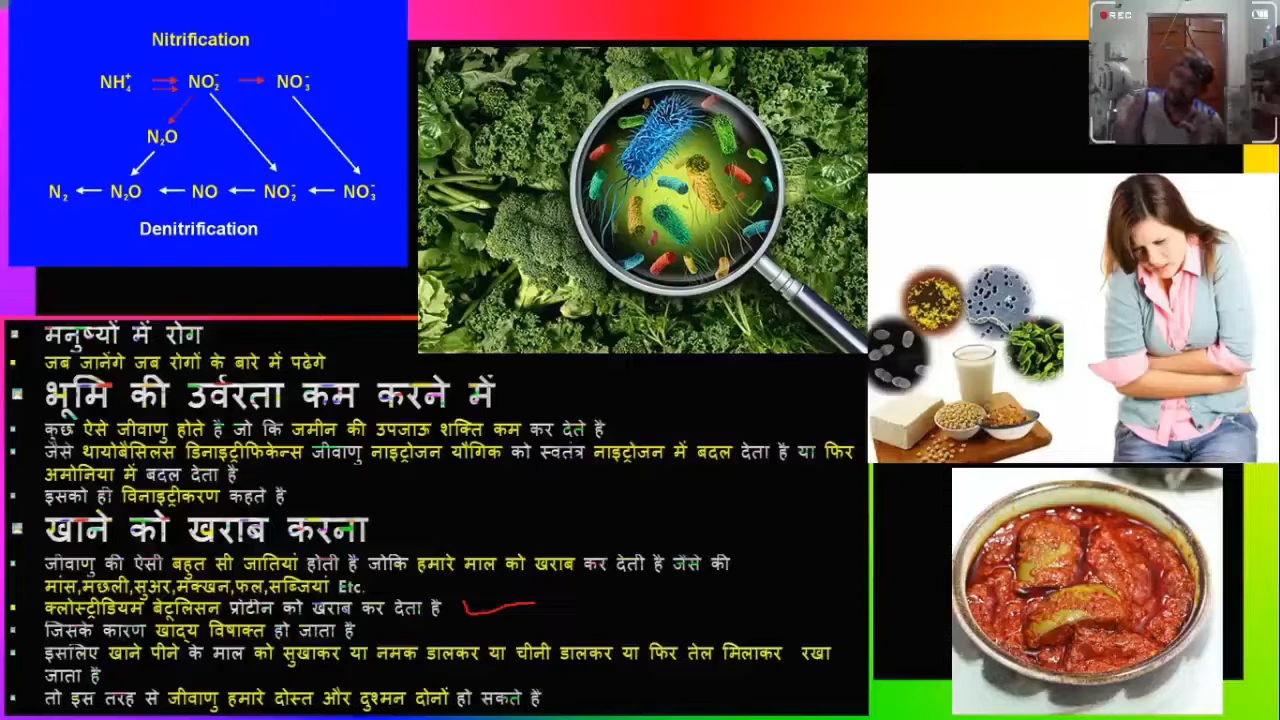 Nitrification
NH₄⁺ NO₂⁻ NO₃⁻
N₂O
N₂ N₂O NO NO₂⁻ NO₃⁻
Denitrification
REC
मनुष्यों में रोग
जब जानेंगे जब रोगों के बारे में पढेगे
भूमि की उर्वरता कम करने में
कुछ ऐसे जीवाणु होते है जो कि जमीन की उपजाऊ शक्ति कम कर देते है
जैसे थायोबैसिलस डिनाइट्रीफिकेन्स जीवाणु नाइट्रोजन यौगिक को स्वतंत्र नाइट्रोजन में बदल देता है या फिर
अमोनिया में बदल देता है
इसको ही विनाइट्रीकरण कहते है
खाने को खराब करना
जीवाणु की ऐसी बहुत सी जातियां होती है जोकि हमारे माल को खराब कर देती है जैसे की
मांस,मछली,सुअर,मक्खन,फल,सब्जियां Etc.
क्लोस्ट्रीडियम बेटूलिसन प्रोटीन को खराब कर देता है
जिसके कारण खाद्य विषाक्त हो जाता है
इसलिए खाने पीने के माल को सुखाकर या नमक डालकर या चीनी डालकर या फिर तेल मिलाकर रखा
जाता है
तो इस तरह से जीवाणु हमारे दोस्त और दुश्मन दोनों हो सकते है